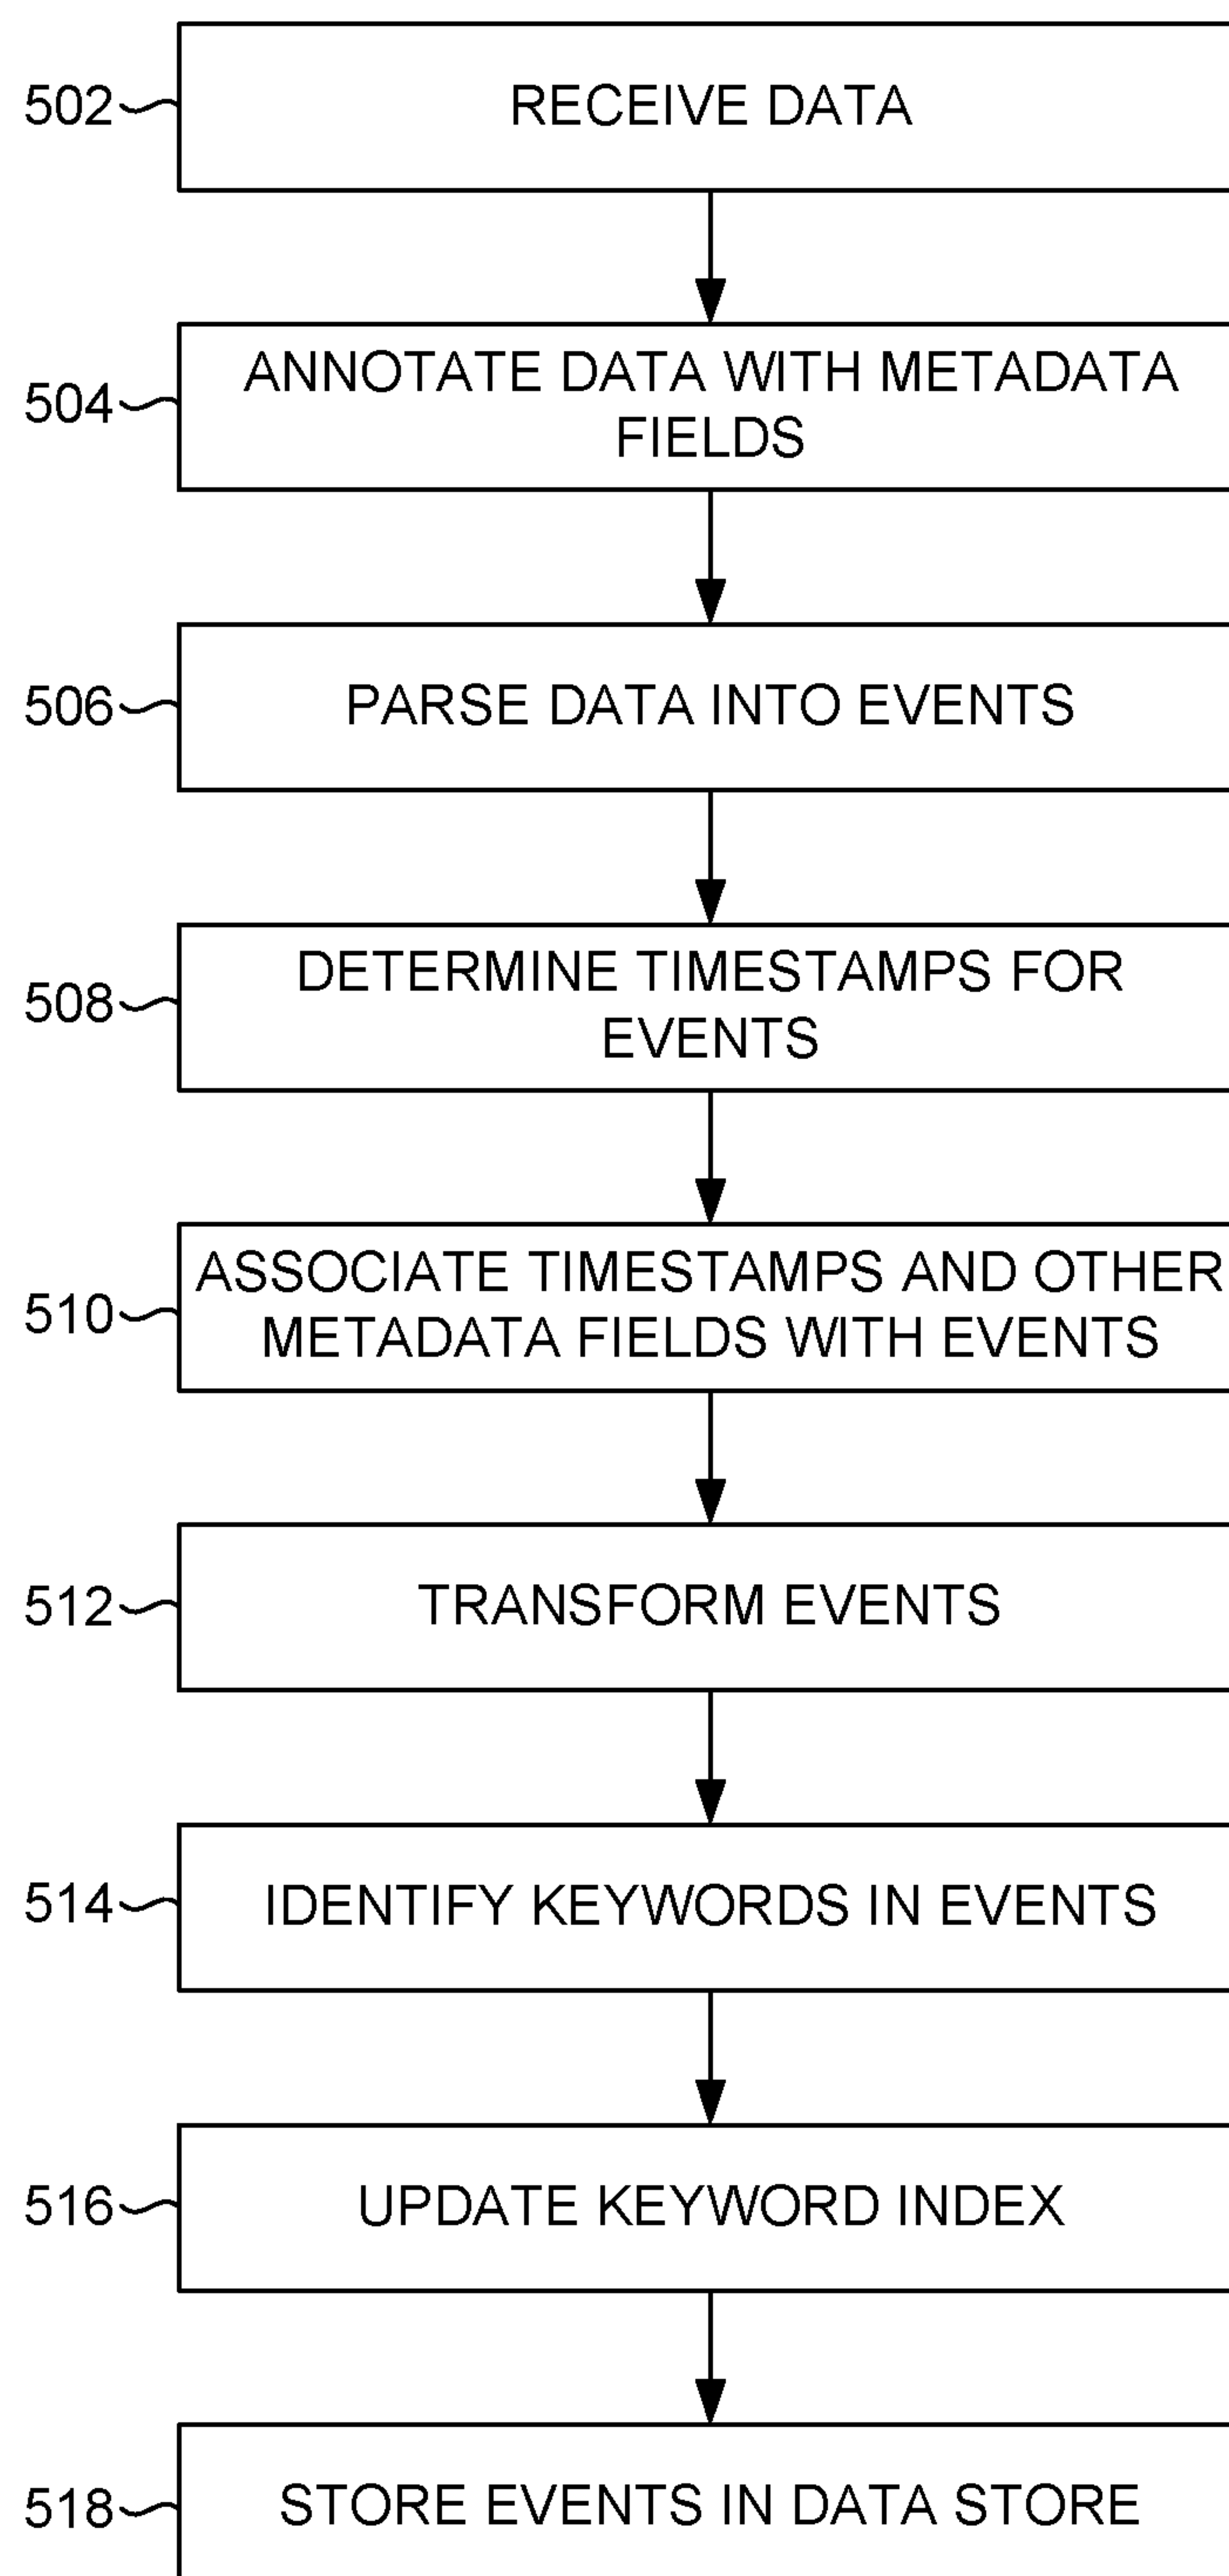 502 RECEIVE DATA
504 ANNOTATE DATA WITH METADATA
FIELDS
506 PARSE DATA INTO EVENTS
508 DETERMINE TIMESTAMPS FOR
EVENTS
510 ASSOCIATE TIMESTAMPS AND OTHER
METADATA FIELDS WITH EVENTS
512 TRANSFORM EVENTS
514 IDENTIFY KEYWORDS IN EVENTS
516 UPDATE KEYWORD INDEX
518 STORE EVENTS IN DATA STORE